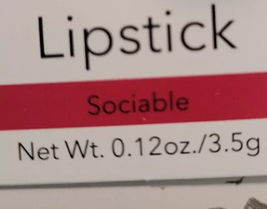 Lipstick
Sociable
Net Wt. 0.12oz./3.5g